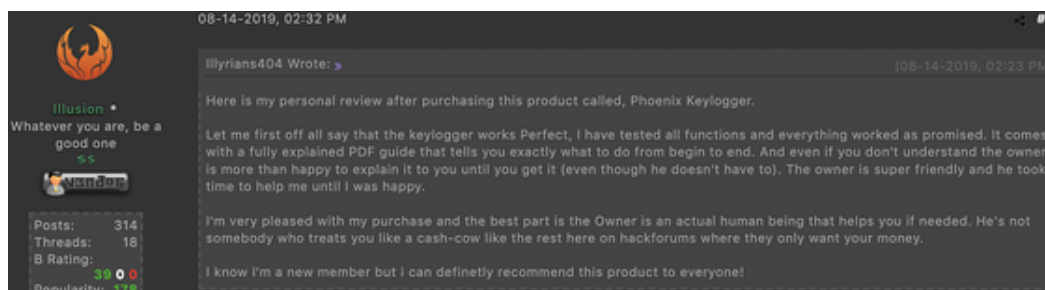 08-14-2019, 02:32 PM
Illusion
Whatever you are, be a
good one
vendor
Posts: 314
Threads: 18
B Rating:
39 0 0
Popularity: 178
Illyrians404 Wrote:
(08-14-2019, 02:23 PM
Here is my personal review after purchasing this product called, Phoenix Keylogger.
Let me first off all say that the keylogger works Perfect, I have tested all functions and everything worked as promised. It comes
with a fully explained PDF guide that tells you exactly what to do from begin to end. And even if you don't understand the owner
is more than happy to explain it to you until you get it (even though he doesn't have to). The owner is super friendly and he took
time to help me until I was happy.
I'm very pleased with my purchase and the best part is the Owner is an actual human being that helps you if needed. He's not
somebody who treats you like a cash-cow like the rest here on hackforums where they only want your money.
I know i'm a new member but i can definetly recommend this product to everyone!